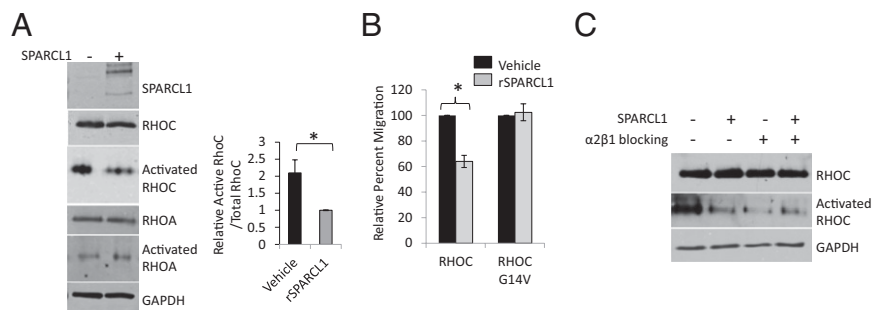 A
SPARCL1 - +
SPARCL1
RHOC
Activated
RHOC
RHOA
Activated
RHOA
GAPDH
Relative Active RhoC
/Total RhoC
3
2.5
2
1.5
1
0.5
0
*
Vehicle
rSPARCL1
B
Vehicle
rSPARCL1
Relative Percent Migration
120
100
80
60
40
20
0
*
RHOC
RHOC
G14V
C
SPARCL1 - + - +
α2β1 blocking - - + +
RHOC
Activated
RHOC
GAPDH